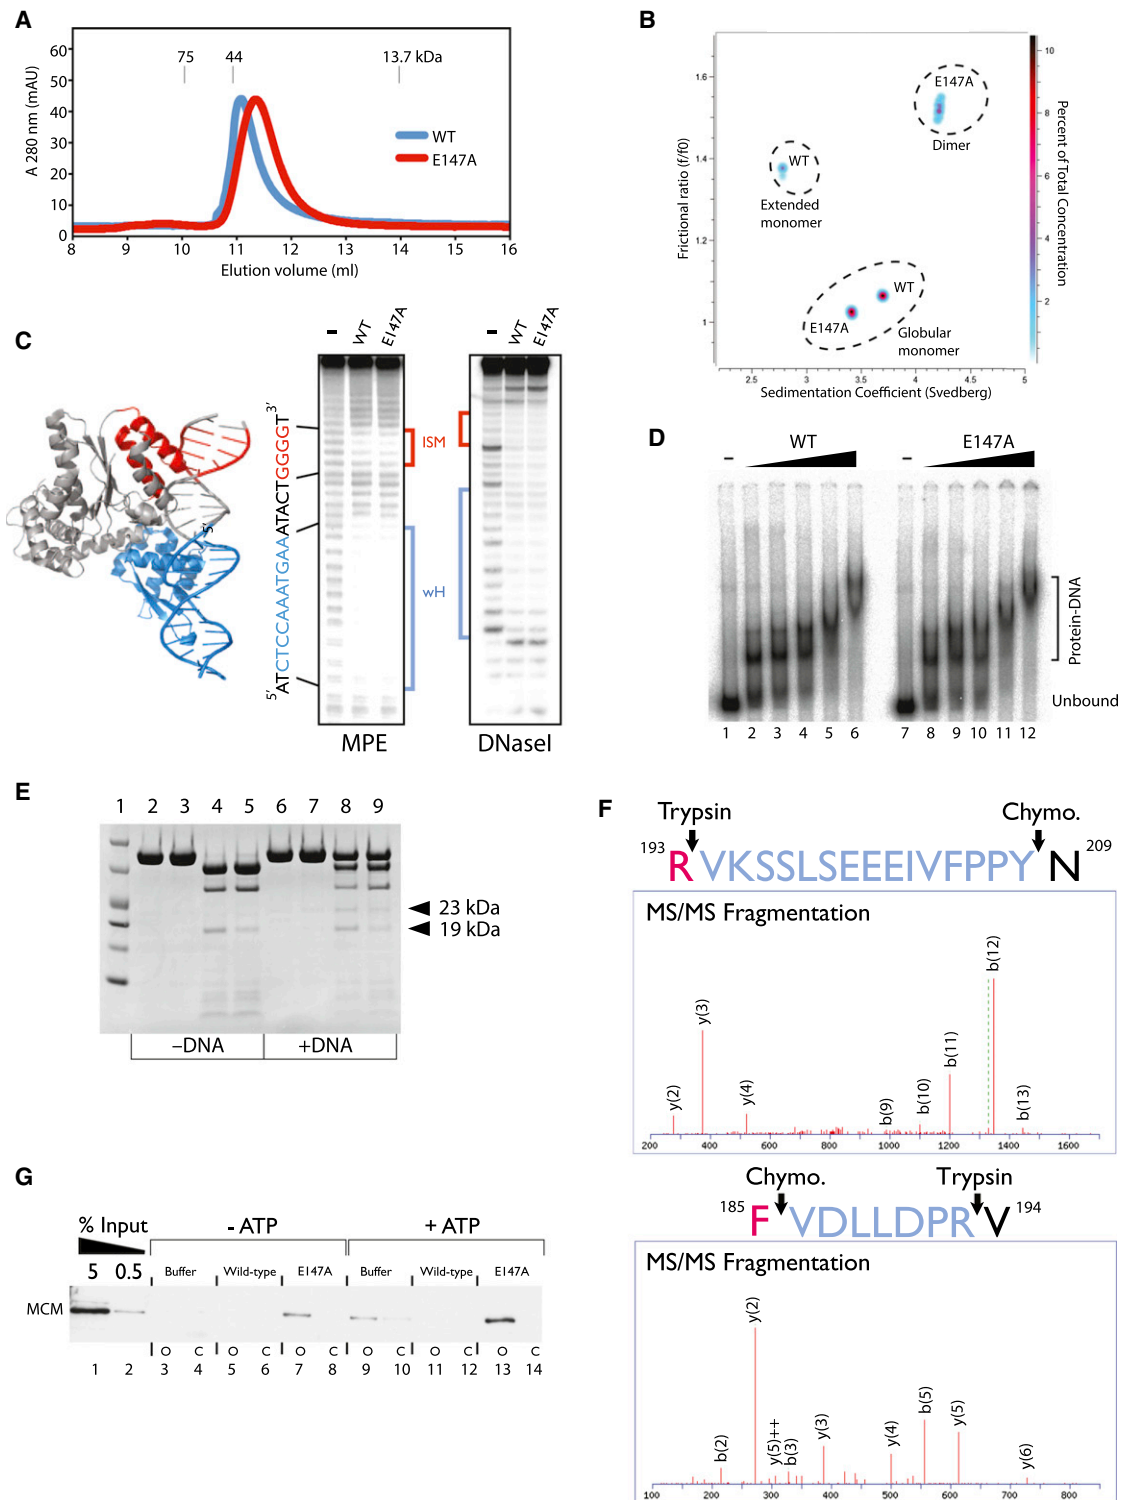 A
75 44 13.7 kDa
60
50
40
30
20
10
0
A 280 nm (mAU)
WT
E147A
8 9 10 11 12 13 14 15 16
Elution volume (ml)
B
1.6
1.4
1.2
1
Frictional ratio (f/f0)
E147A
Dimer
WT
Extended
monomer
WT
E147A
Globular
monomer
2.5 3 3.5 4 4.5 5
Sedimentation Coefficient (Svedberg)
10
8
6
4
2
Percent of Total Concentration
C
5'
5'ATCTCCAAATGAAATACTGGGGT3'
– WT E147A
ISM
wH
MPE
– WT E147A
DNaseI
D
WT E147A
– –
Protein-DNA
Unbound
1 2 3 4 5 6 7 8 9 10 11 12
E
1 2 3 4 5 6 7 8 9
23 kDa
19 kDa
–DNA +DNA
F
Trypsin Chymo.
193 R VKSSLSEEEIVFPPY N 209
MS/MS Fragmentation
y(2) y(3) y(4) b(9) b(10) b(11) b(12) b(13)
200 400 600 800 1000 1200 1400 1600
Chymo. Trypsin
185 F VDLLDPR V 194
MS/MS Fragmentation
b(2) y(2) y(5)++ b(3) y(3) y(4) b(5) y(5) y(6)
100 200 300 400 500 600 700 800
G
% Input - ATP + ATP
5 0.5 Buffer Wild-type E147A Buffer Wild-type E147A
MCM
O C O C O C O C O C O C
1 2 3 4 5 6 7 8 9 10 11 12 13 14